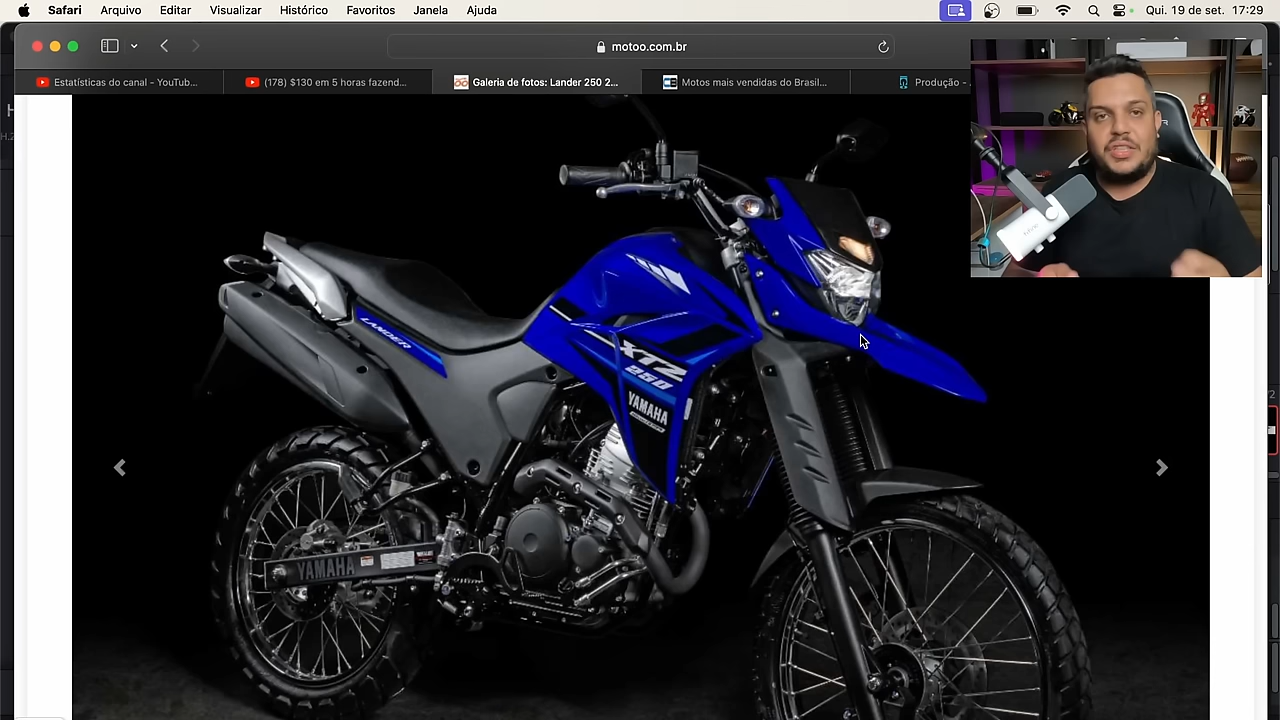 Safari Arquivo Editar Visualizar Histórico Favoritos Janela Ajuda Qui. 19 de set. 17:29
motoo.com.br
Estatísticas do canal - YouTub... (178) $130 em 5 horas fazend... Galeria de fotos: Lander 250 2... Motos mais vendidas do Brasil... Produção -
LANDER
XTZ
250
YAMAHA
YAMAHA